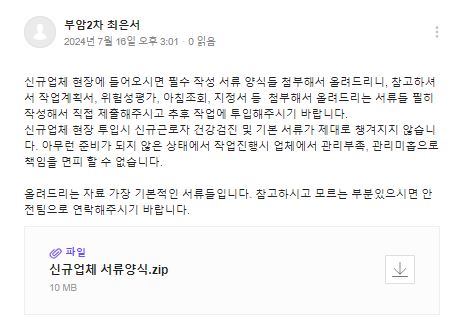 부암2차 최은서
2024년 7월 16일 오후 3:01 · 0 읽음
신규업체 현장에 들어오시면 필수 작성 서류 양식들 첨부해서 올려드리니, 참고하셔
서 작업계획서, 위험성평가, 아침조회, 지정서 등  첨부해서 올려드리는 서류들 필히
작성해서 직접 제출해주시고 추후 작업에 투입해주시기 바랍니다.
신규업체 현장 투입시 신규근로자 건강검진 및 기본 서류가 제대로 챙겨지지 않습니
다. 아무런 준비가 되지 않은 상태에서 작업진행시 업체에서 관리부족, 관리미흡으로
책임을 면피 할 수 없습니다.
올려드리는 자료 가장 기본적인 서류들입니다. 참고하시고 모르는 부분있으시면 안
전팀으로 연락해주시기 바랍니다.
파일
신규업체 서류양식.zip
10 MB